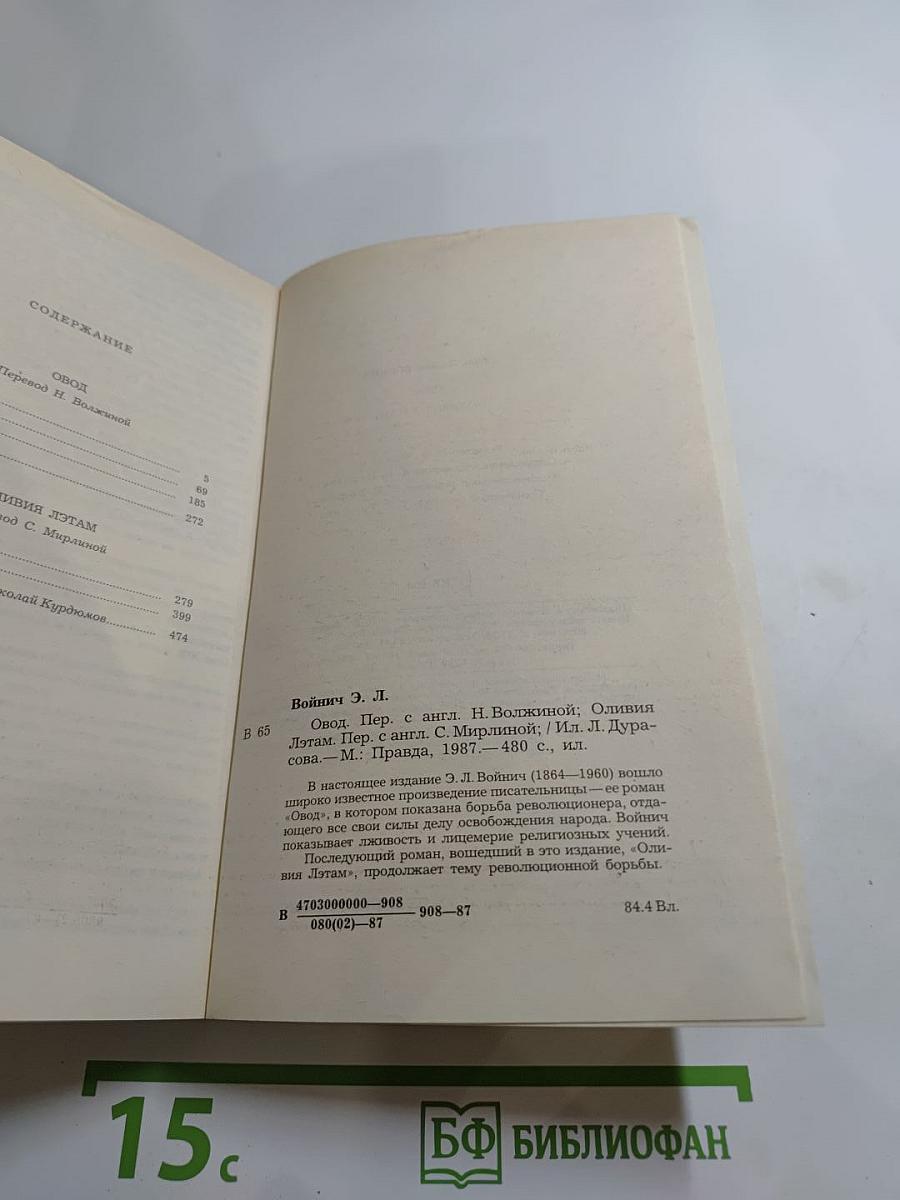 СОДЕРЖАНИЕ
ОВОД
Перевод Н. Волжиной
5
69
185
272
ЛЭТАМ
С. Мирлиной
279
399
Курдюмов
474
Войнич Э. Л.
В 65
Овод. Пер. с англ. Н. Волжиной; Оливия
Лэтам. Пер. с англ. С. Мирлиной; / Ил. Л. Дура-
сова.— М.: Правда, 1987.— 480 с., ил.
В настоящее издание Э. Л. Войнич (1864—1960) вошло
широко известное произведение писательницы — ее роман
«Овод», в котором показана борьба революционера, отда-
ющего все свои силы делу освобождения народа. Войнич
показывает лживость и лицемерие религиозных учений.
Последующий роман, вошедший в это издание, «Оли-
вия Лэтам», продолжает тему революционной борьбы.
В 4703000000—908
080(02)—87 908—87
84.4 Вл.
15 с
БФ БИБЛИОФАН